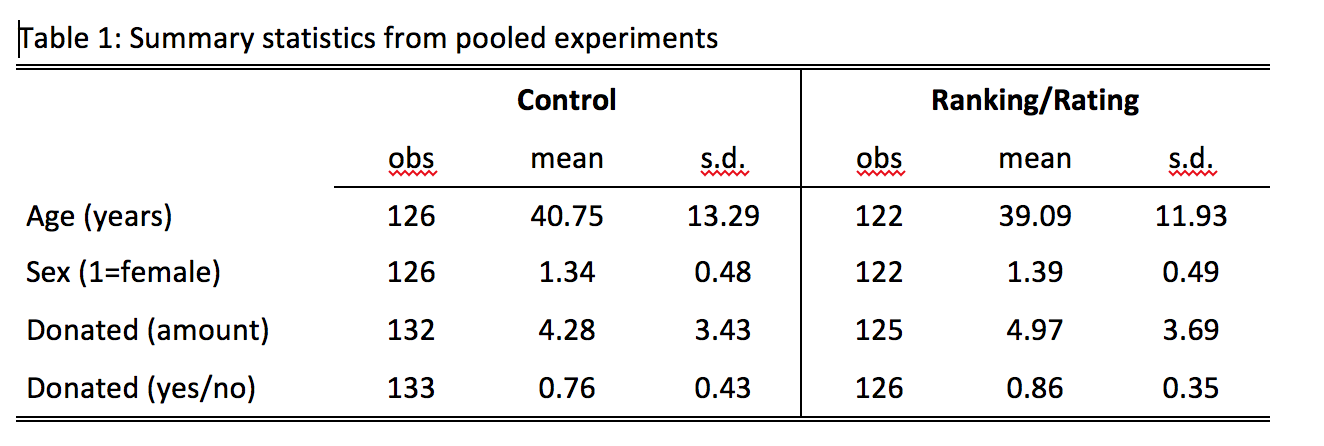 Table 1: Summary statistics from pooled experiments
Control Ranking/Rating
obs mean s.d. obs mean s.d.
Age (years) 126 40.75 13.29 122 39.09 11.93
Sex (1=female) 126 1.34 0.48 122 1.39 0.49
Donated (amount) 132 4.28 3.43 125 4.97 3.69
Donated (yes/no) 133 0.76 0.43 126 0.86 0.35